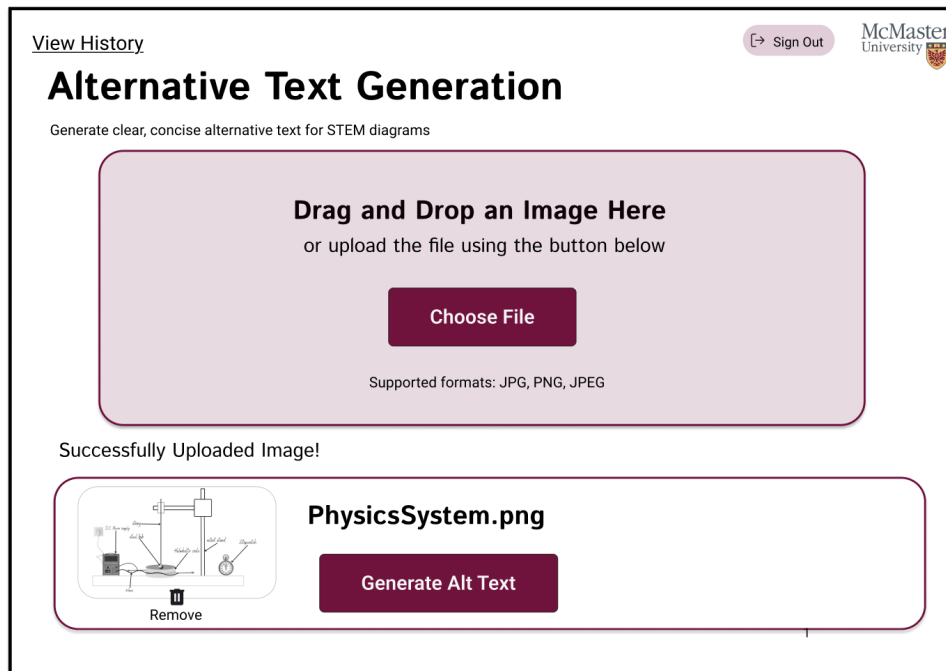 View History
Sign Out
McMaster
University
Alternative Text Generation
Generate clear, concise alternative text for STEM diagrams
Drag and Drop an Image Here
or upload the file using the button below
Choose File
Supported formats: JPG, PNG, JPEG
Successfully Uploaded Image!
PhysicsSystem.png
Generate Alt Text
Remove
1